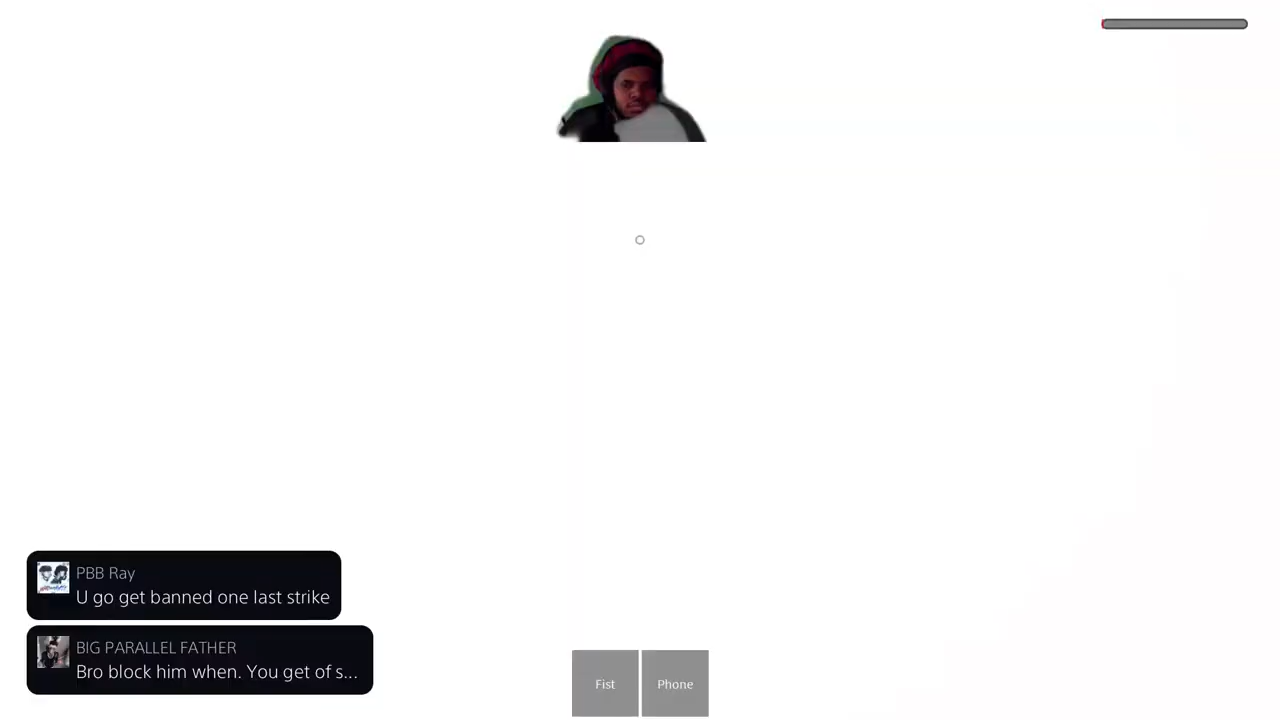 PBB Ray
U go get banned one last strike
BIG PARALLEL FATHER
Bro block him when. You get of s...
Fist
Phone